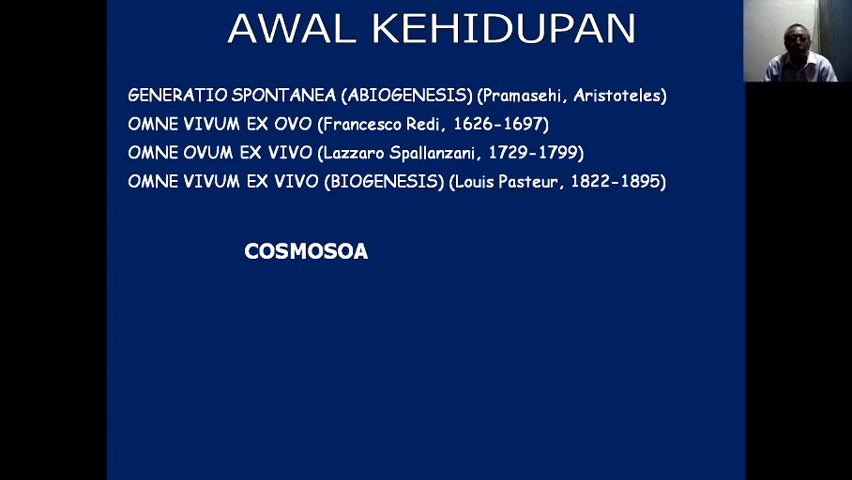 AWAL KEHIDUPAN
GENERATIO SPONTANEA (ABIOGENESIS) (Pramasehi, Aristoteles)
OMNE VIVUM EX OVO (Francesco Redi, 1626-1697)
OMNE OVUM EX VIVO (Lazzaro Spallanzani, 1729-1799)
OMNE VIVUM EX VIVO (BIOGENESIS) (Louis Pasteur, 1822-1895)
COSMOSOA